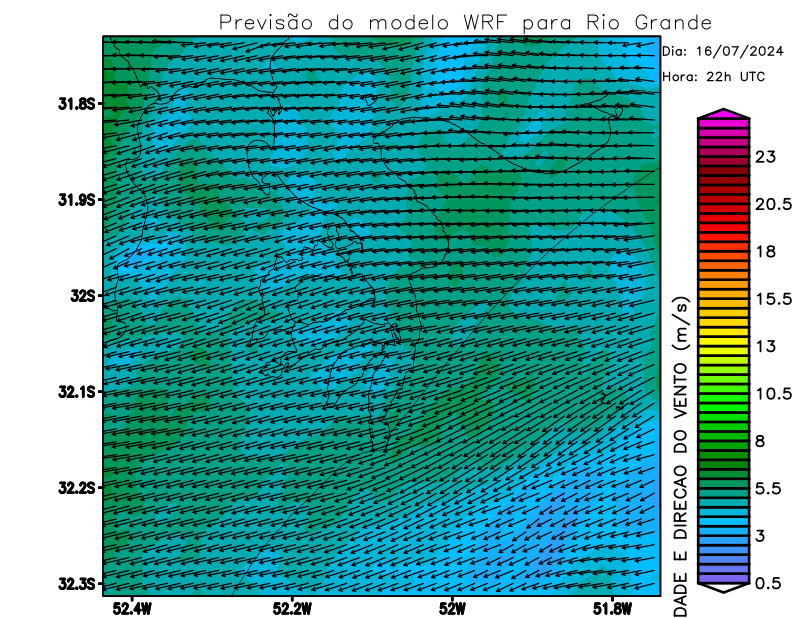 Previsão do modelo WRF para Rio Grande
Dia: 16/07/2024
Hora: 22h UTC
31.8S
31.9S
32S
32.1S
32.2S
32.3S
52.4W
52.2W
52W
51.8W
23
20.5
18
15.5
13
10.5
8
5.5
3
0.5
DADE E DIRECAO DO VENTO (m/s)